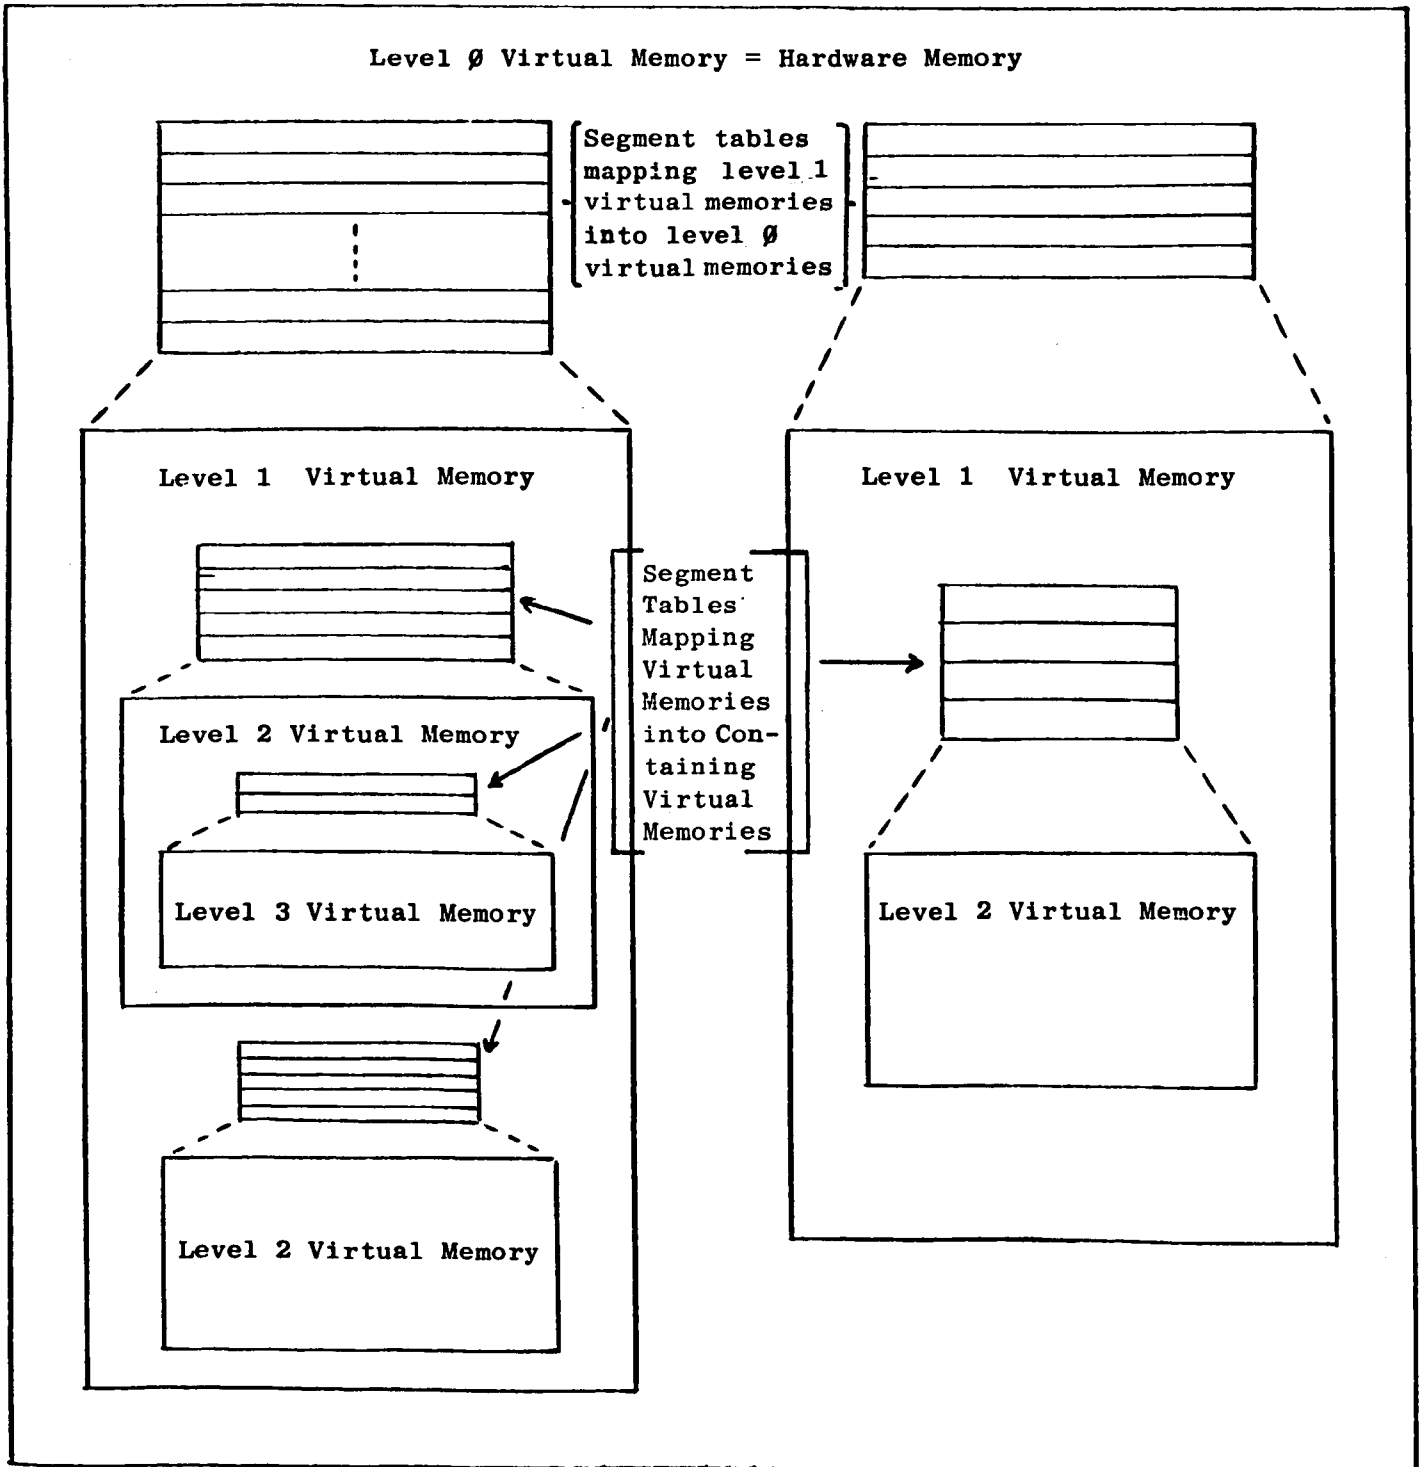 Level Ø Virtual Memory = Hardware Memory
Segment tables
mapping level 1
virtual memories
into level Ø
virtual memories
Level 1 Virtual Memory
Level 1 Virtual Memory
Segment
Tables
Mapping
Virtual
Memories
into Con-
taining
Virtual
Memories
Level 2 Virtual Memory
Level 3 Virtual Memory
Level 2 Virtual Memory
Level 2 Virtual Memory